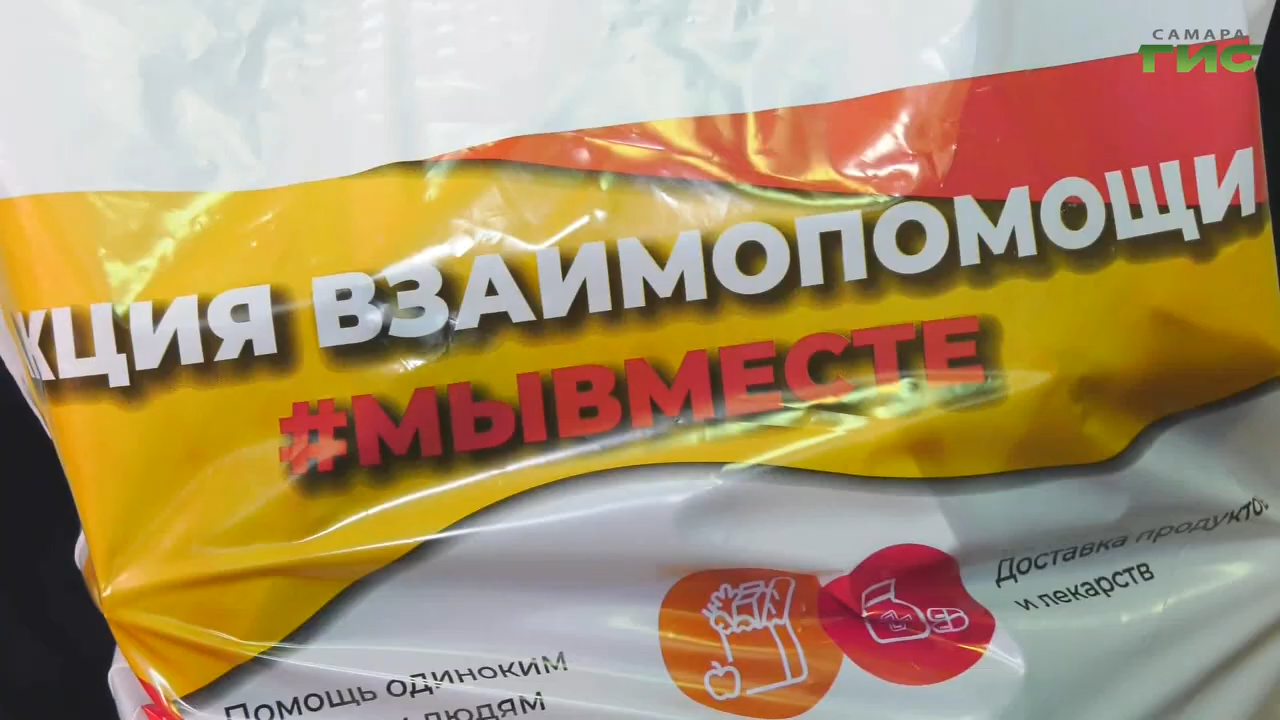 САМАРА
ГИС
КЦИЯ ВЗАИМОПОМОЩИ
#МЫВМЕСТЕ
Доставка продукто
и лекарств
Помощь одиноким
людям